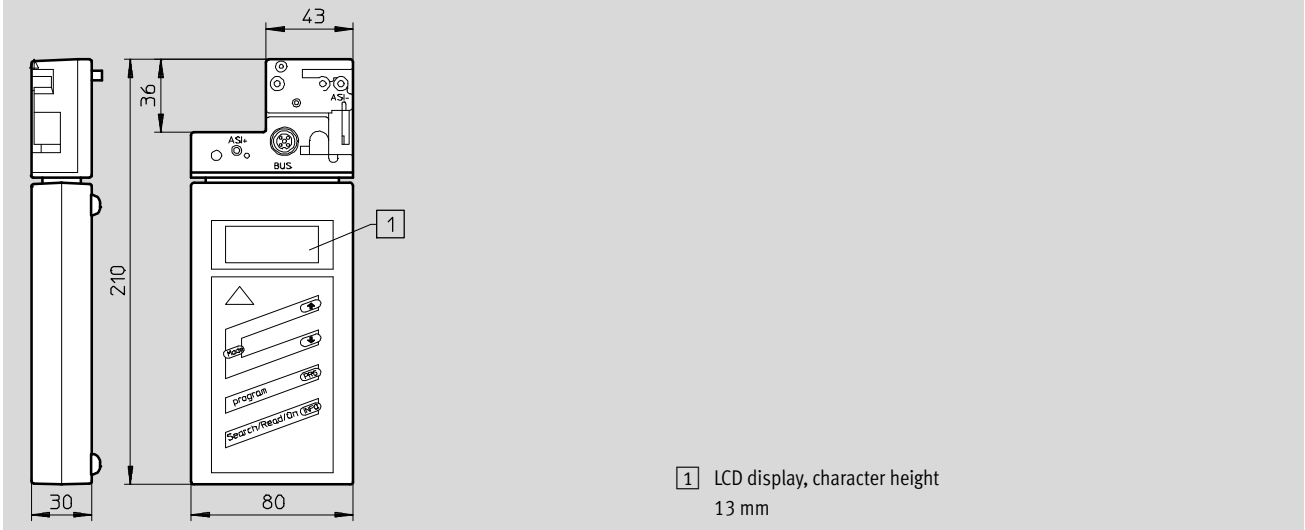 43
36
ASI-
ASI+
BUS
1
210
Mode
program
PRG
Search/Read/On
INFO
30
80
1 LCD display, character height
13 mm